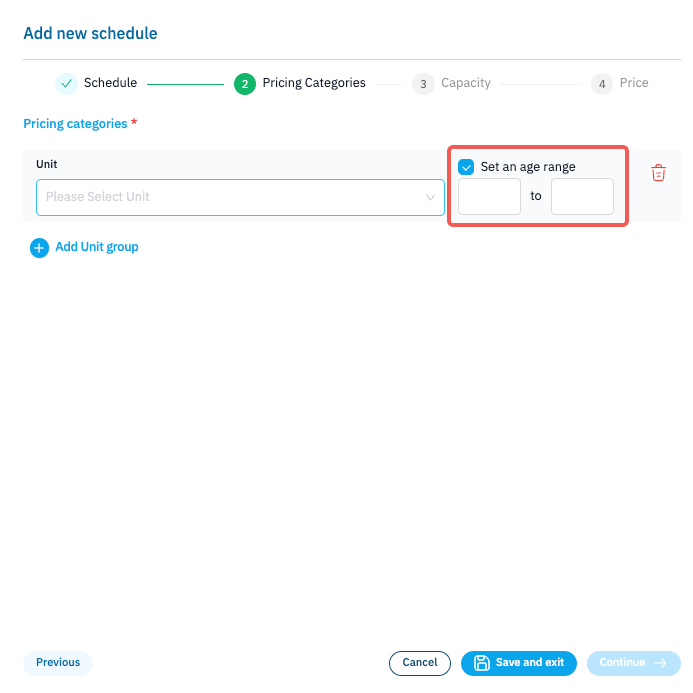 Add new schedule
Schedule 2 Pricing Categories 3 Capacity 4 Price
Pricing categories *
Unit
Set an age range
Please Select Unit
to
Add Unit group
Previous Cancel Save and exit Continue